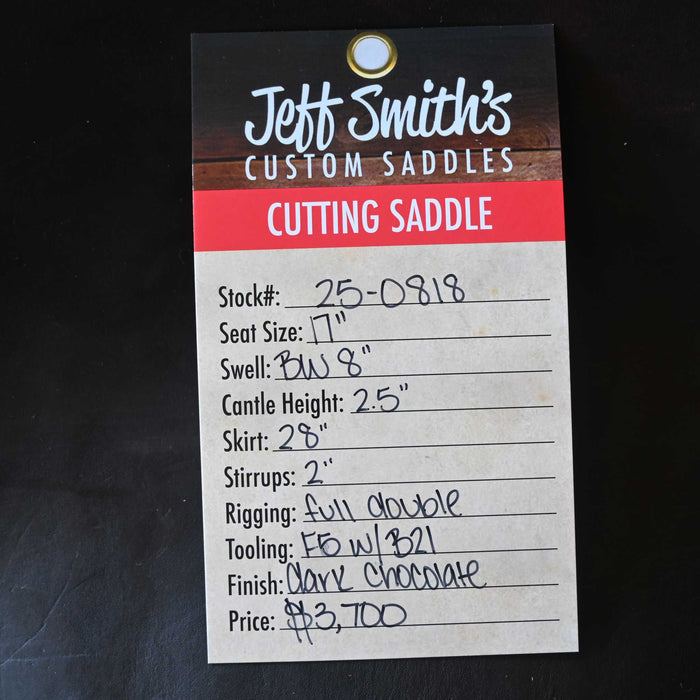 Jeff Smith's
CUSTOM SADDLES
CUTTING SADDLE
Stock#: 25-0818
Seat Size: 17"
Swell: BW 8"
Cantle Height: 2.5"
Skirt: 28"
Stirrups: 2"
Rigging: full double
Tooling: F5 w/ B21
Finish: dark chocolate
Price: $3,700